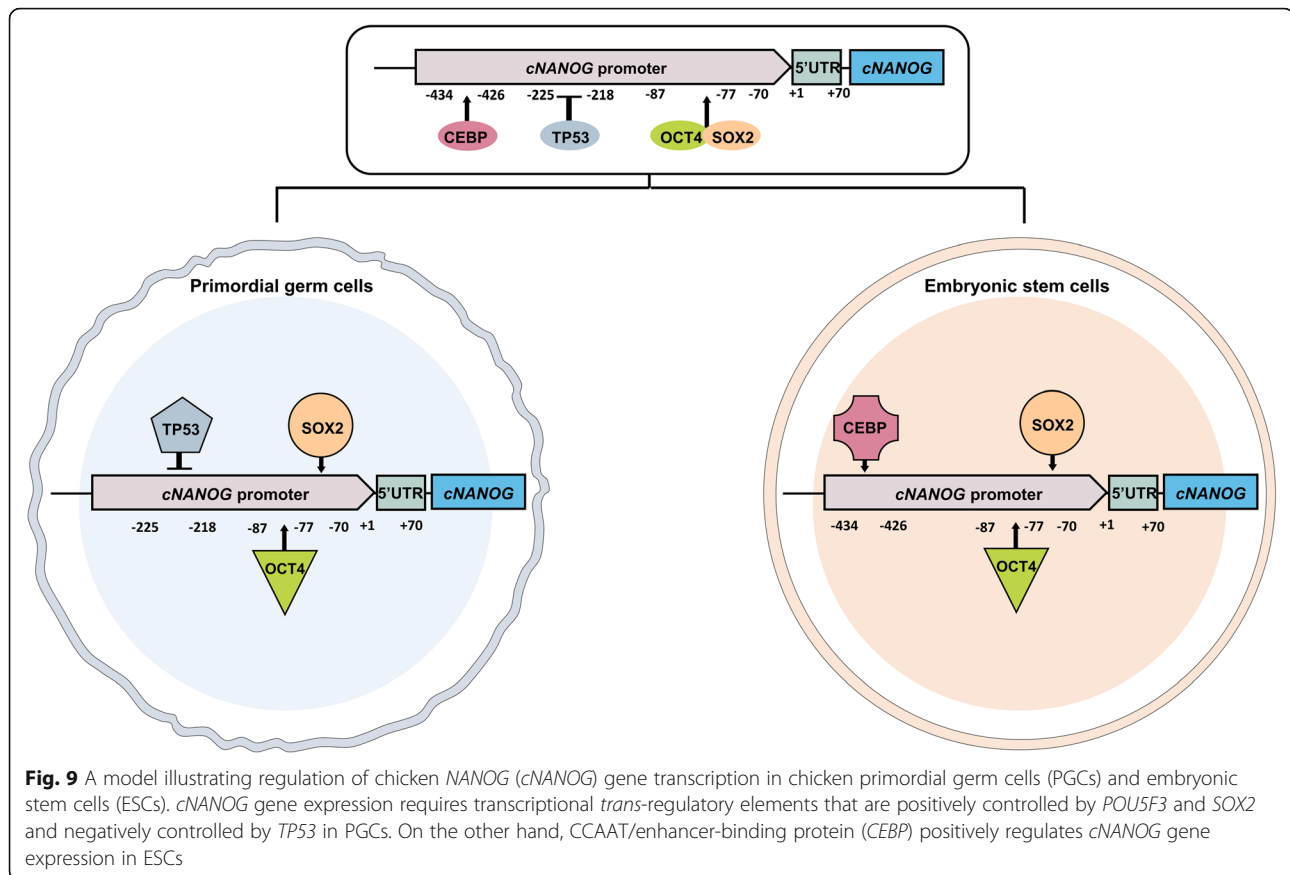 cNANOG promoter 5'UTR cNANOG
-434 -426 -225 -218 -87 -77 -70 +1 +70
CEBP TP53 OCT4 SOX2
Primordial germ cells
TP53 SOX2
cNANOG promoter 5'UTR cNANOG
-225 -218 -87 -77 -70 +1 +70
OCT4
Embryonic stem cells
CEBP SOX2
cNANOG promoter 5'UTR cNANOG
-434 -426 -87 -77 -70 +1 +70
OCT4
Fig. 9 A model illustrating regulation of chicken NANOG (cNANOG) gene transcription in chicken primordial germ cells (PGCs) and embryonic
stem cells (ESCs). cNANOG gene expression requires transcriptional trans-regulatory elements that are positively controlled by POU5F3 and SOX2
and negatively controlled by TP53 in PGCs. On the other hand, CCAAT/enhancer-binding protein (CEBP) positively regulates cNANOG gene
expression in ESCs